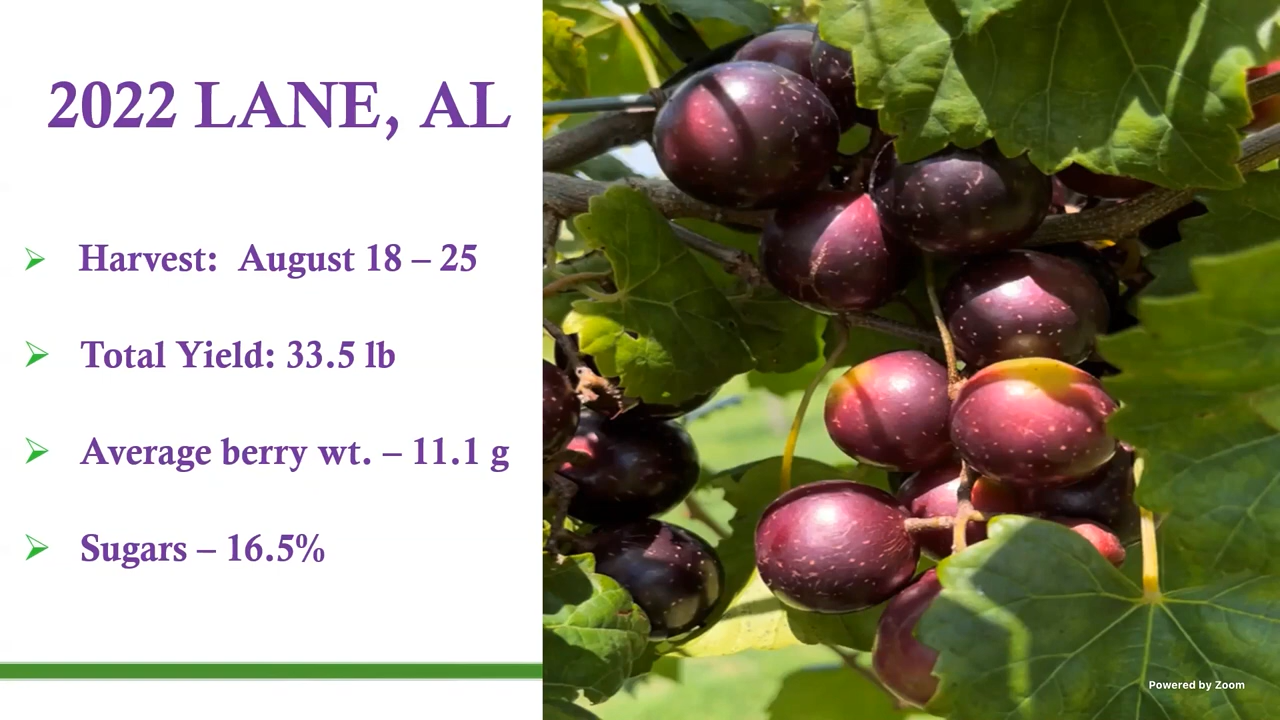 2022 LANE, AL
➢ Harvest: August 18 – 25
➢ Total Yield: 33.5 lb
➢ Average berry wt. – 11.1 g
➢ Sugars – 16.5%
Powered by Zoom